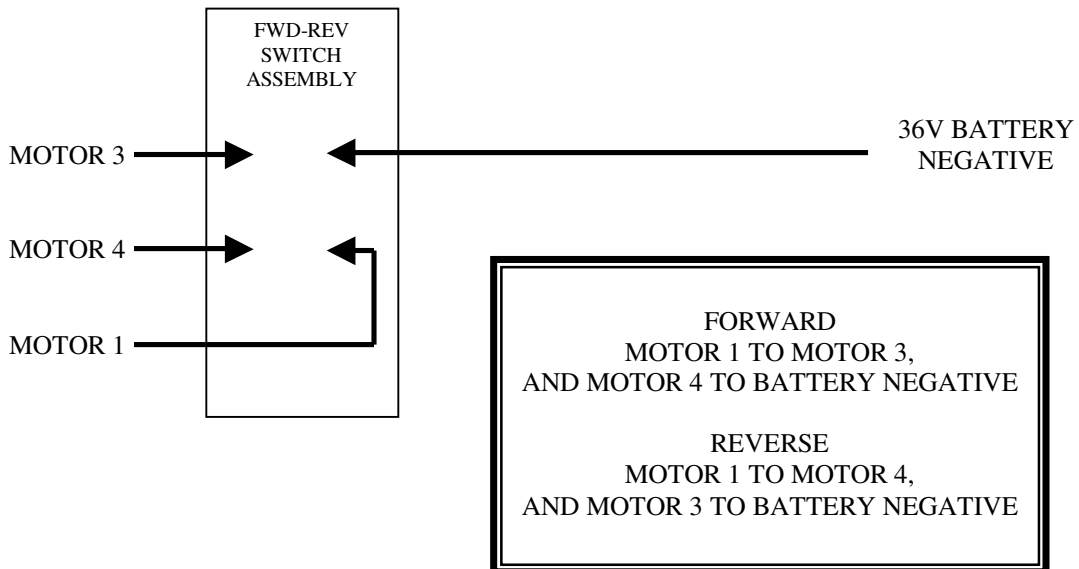 FWD-REV
SWITCH
ASSEMBLY
MOTOR 3
36V BATTERY
NEGATIVE
MOTOR 4
MOTOR 1
FORWARD
MOTOR 1 TO MOTOR 3,
AND MOTOR 4 TO BATTERY NEGATIVE
REVERSE
MOTOR 1 TO MOTOR 4,
AND MOTOR 3 TO BATTERY NEGATIVE